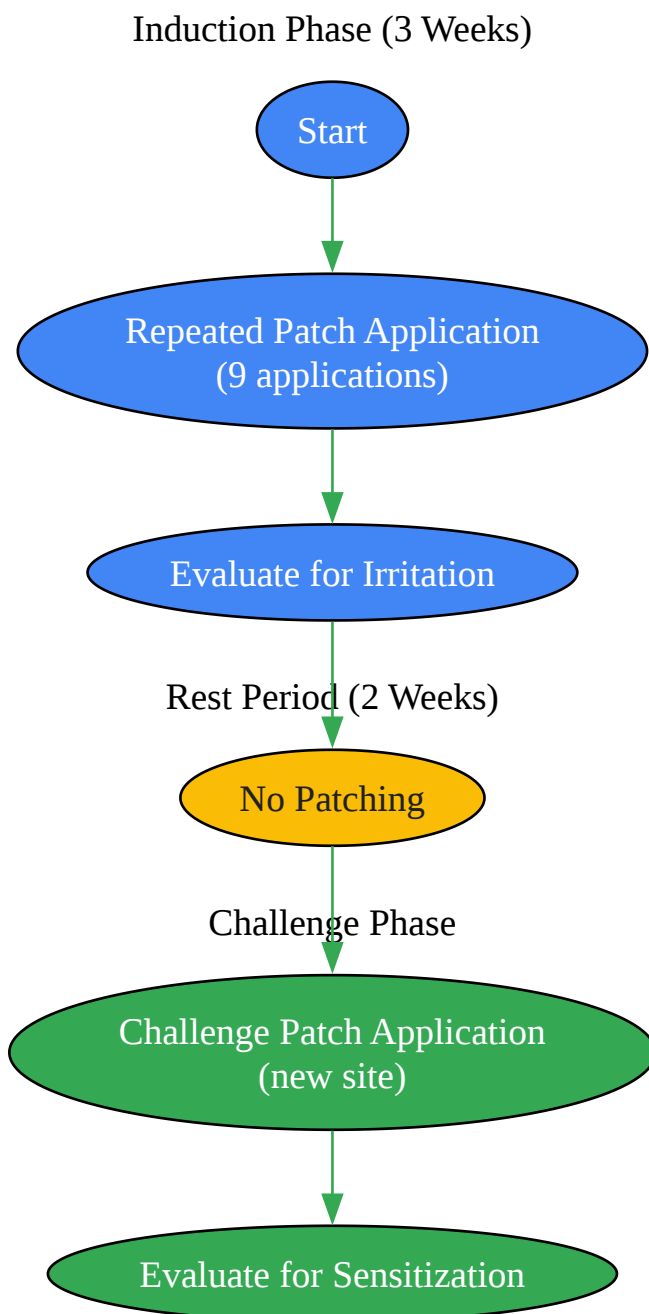 Induction Phase (3 Weeks)
Start
Repeated Patch Application
(9 applications)
Evaluate for Irritation
Rest Period (2 Weeks)
No Patching
Challenge Phase
Challenge Patch Application
(new site)
Evaluate for Sensitization